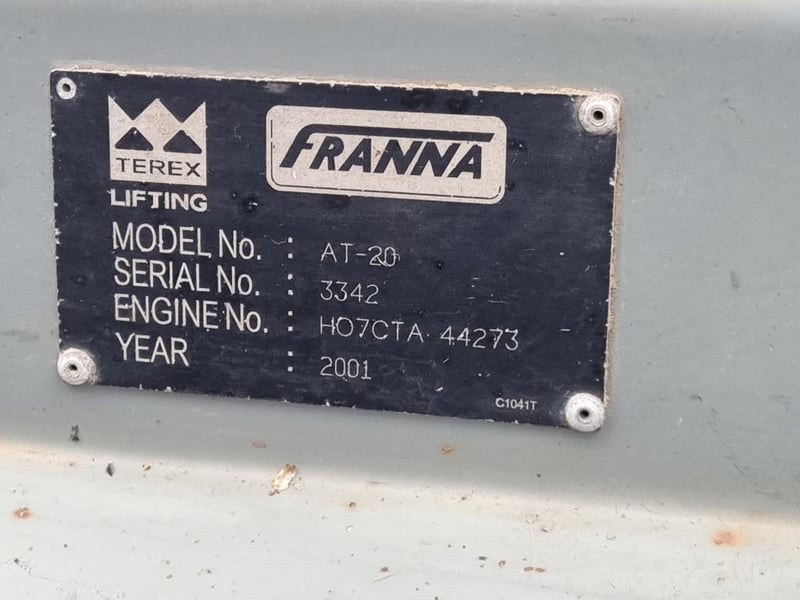 TEREX
LIFTING
FRANNA
MODEL No. : AT-20
SERIAL No. : 3342
ENGINE No. : HO7CTA 44273
YEAR : 2001
C1041T